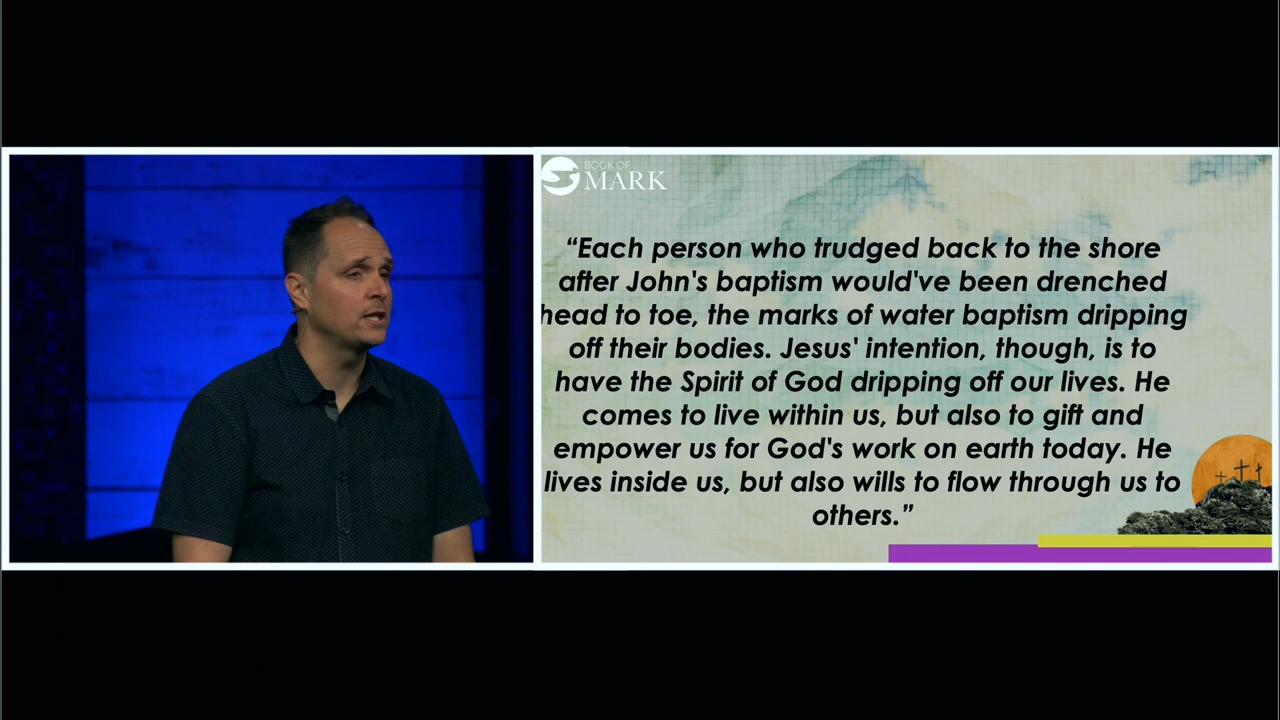 BOOK OF
MARK
“Each person who trudged back to the shore
after John's baptism would've been drenched
head to toe, the marks of water baptism dripping
off their bodies. Jesus' intention, though, is to
have the Spirit of God dripping off our lives. He
comes to live within us, but also to gift and
empower us for God's work on earth today. He
lives inside us, but also wills to flow through us to
others.”